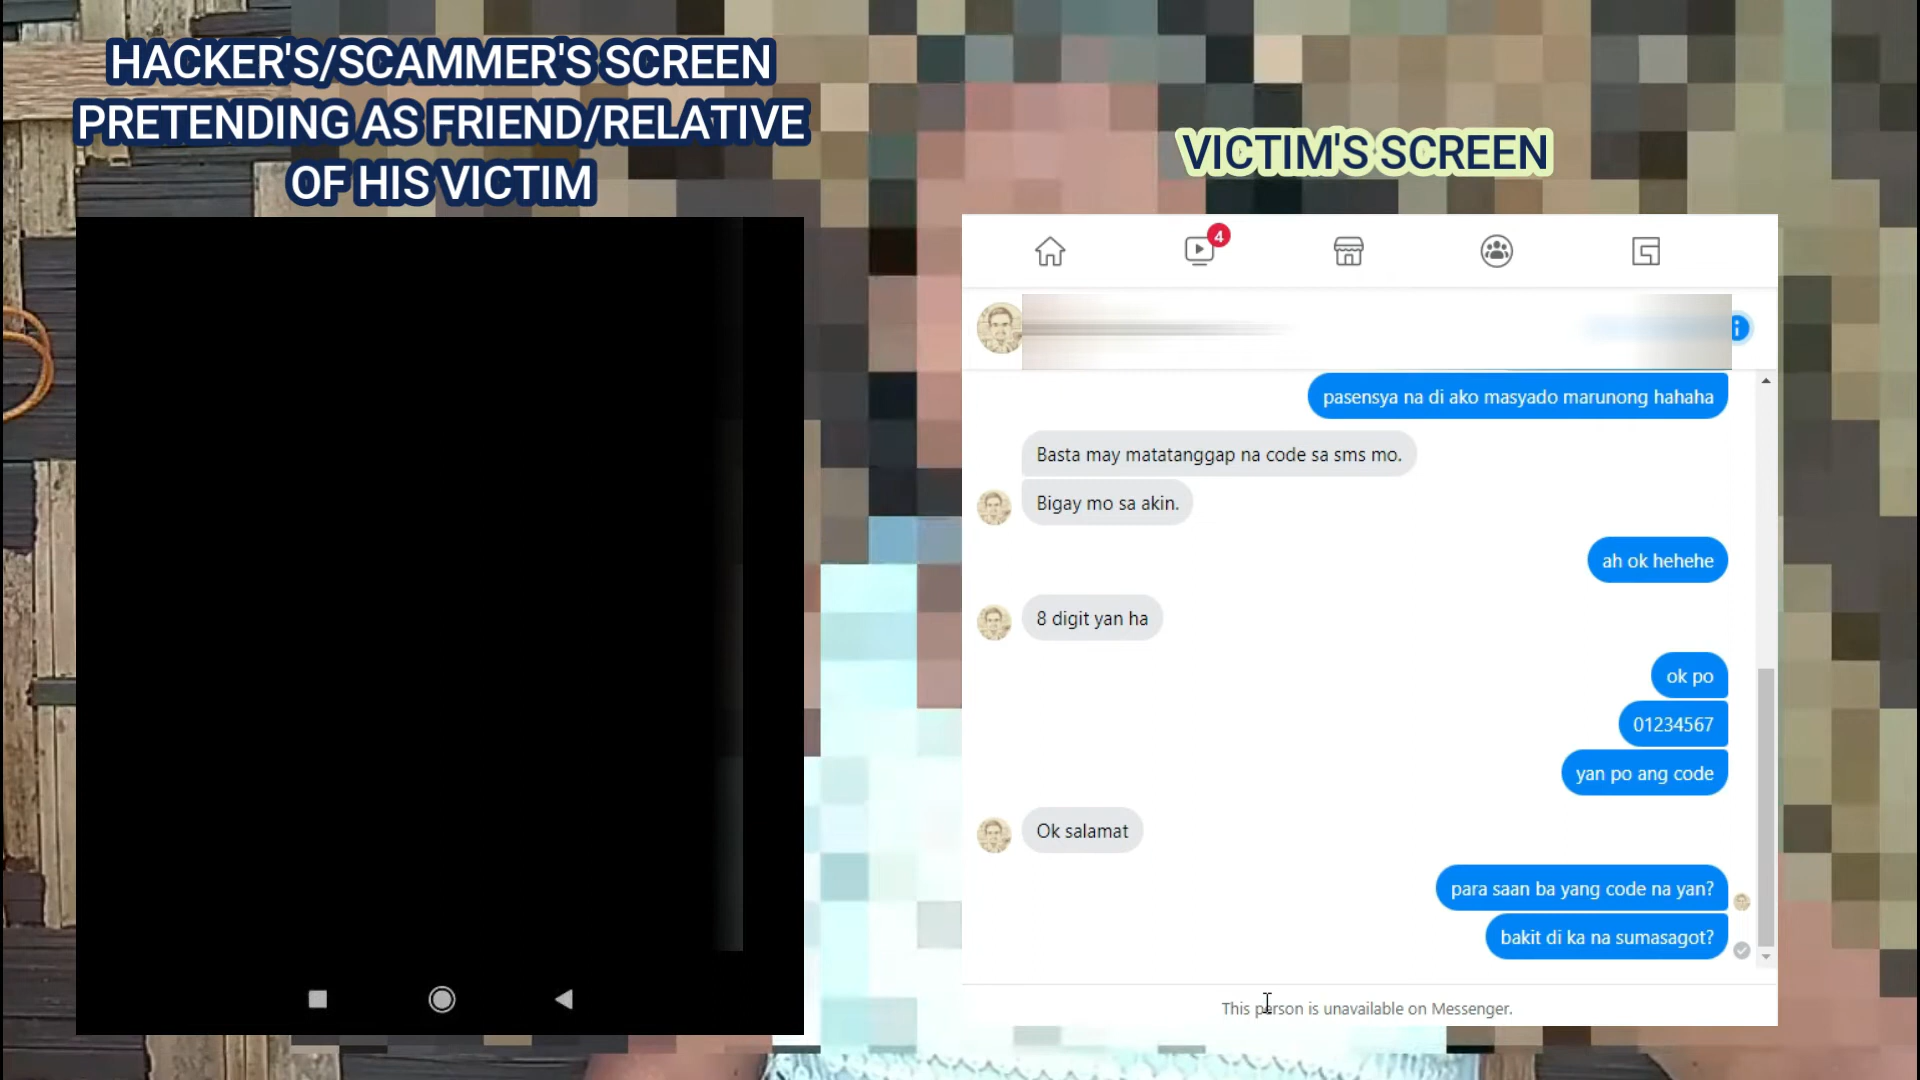 HACKER'S/SCAMMER'S SCREEN
PRETENDING AS FRIEND/RELATIVE
OF HIS VICTIM
VICTIM'S SCREEN
4
pasensya na di ako masyado marunong hahaha
Basta may matatanggap na code sa sms mo.
Bigay mo sa akin.
ah ok hehehe
8 digit yan ha
ok po
01234567
yan po ang code
Ok salamat
para saan ba yang code na yan?
bakit di ka na sumasagot?
This person is unavailable on Messenger.